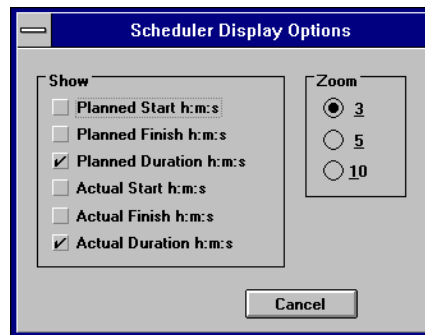 Scheduler Display Options
Show
Planned Start h:m:s
Planned Finish h:m:s
Planned Duration h:m:s
Actual Start h:m:s
Actual Finish h:m:s
Actual Duration h:m:s
Zoom
3
5
10
Cancel